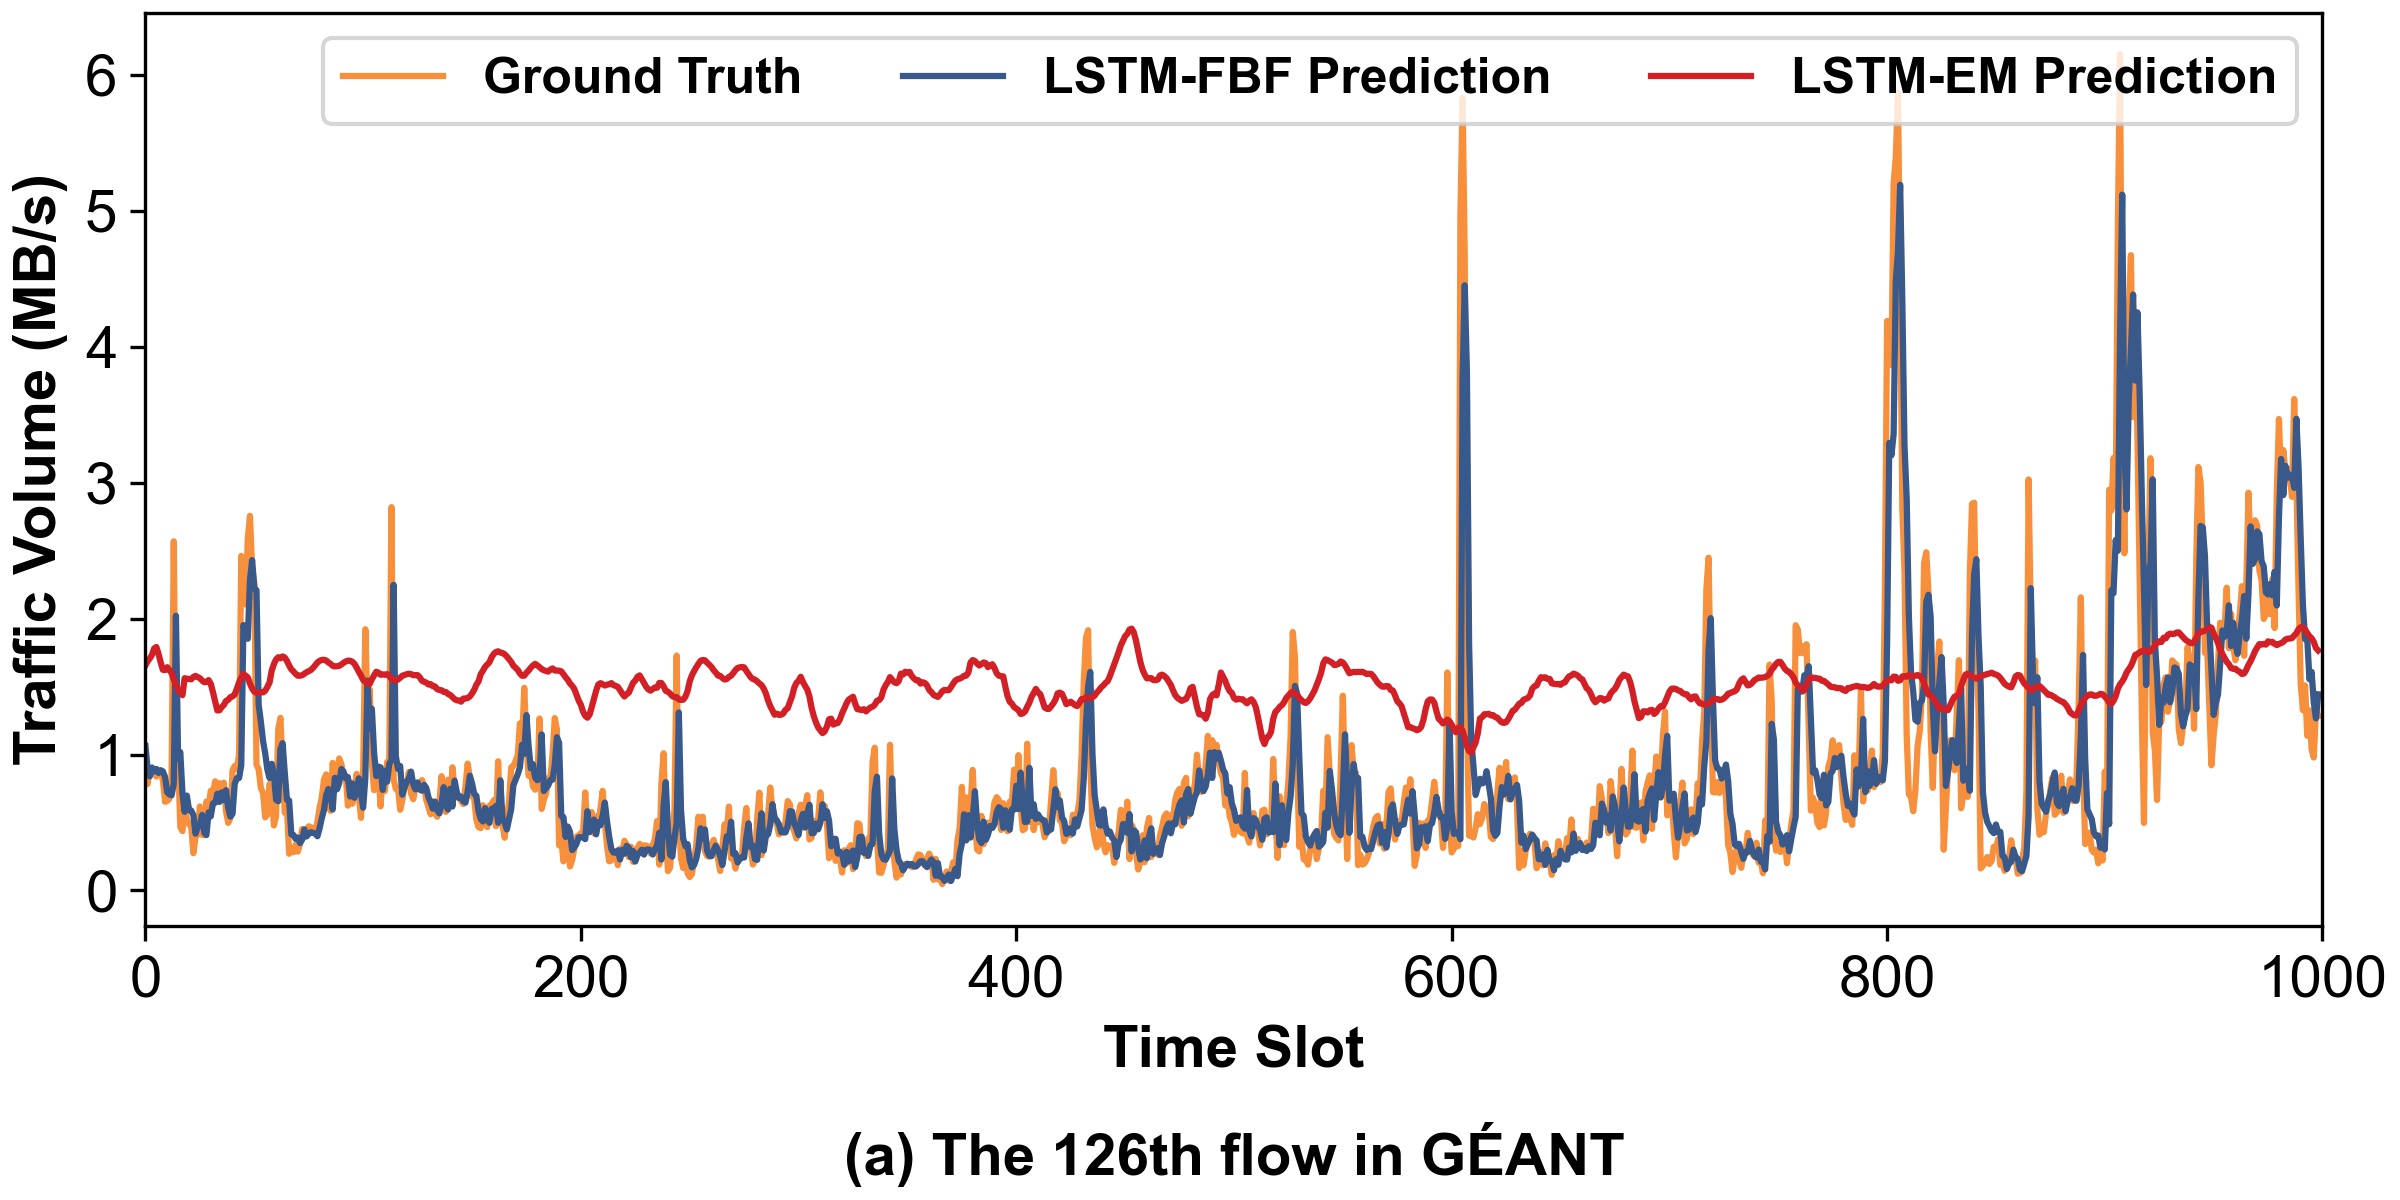 Ground Truth LSTM-FBF Prediction LSTM-EM Prediction
Traffic Volume (MB/s)
6
5
4
3
2
1
0
0 200 400 600 800 1000
Time Slot
(a) The 126th flow in GÉANT